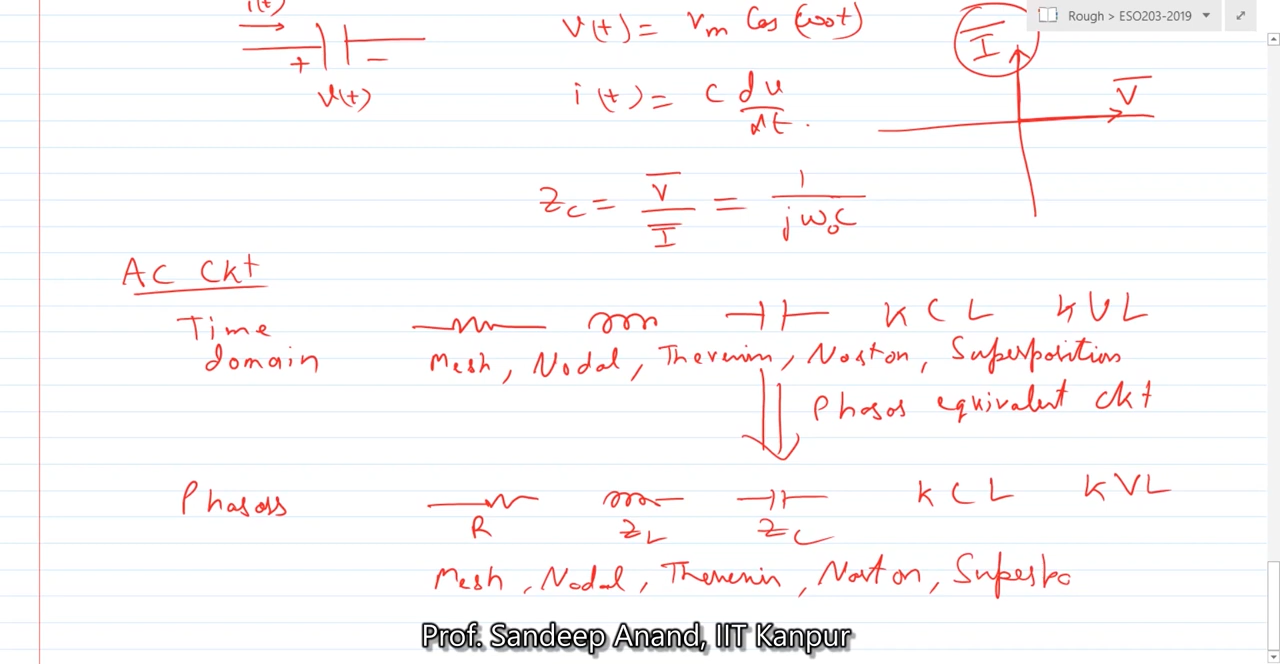 i(t)
+ -
v(t)
v(t) = Vm Cos (ω₀t)
i(t) = C dv/dt.
Rough > ESO203-2019
I
V
Zc = V/I = 1/jω₀C
AC Ckt
Time domain
KCL KVL
Mesh, Nodal, Thevenin, Norton, Superposition
Phasor equivalent ckt
Phasors
KCL KVL
R ZL ZC
Mesh, Nodal, Thevenin, Norton, Superpo
Prof. Sandeep Anand, IIT Kanpur